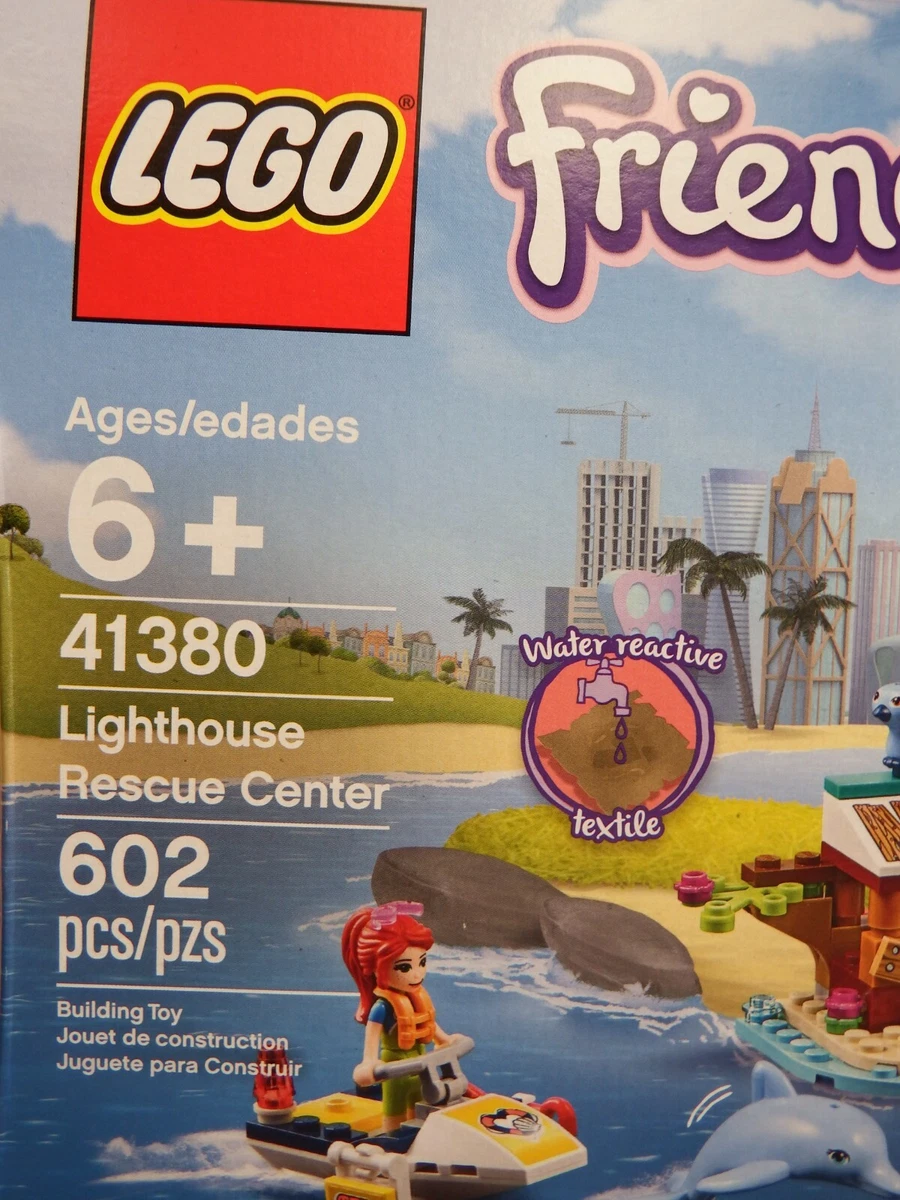 LEGO®
Frien
Ages/edades
6+
41380
Lighthouse
Rescue Center
602
pcs/pzs
Building Toy
Jouet de construction
Juguete para Construir
Water reactive
textile